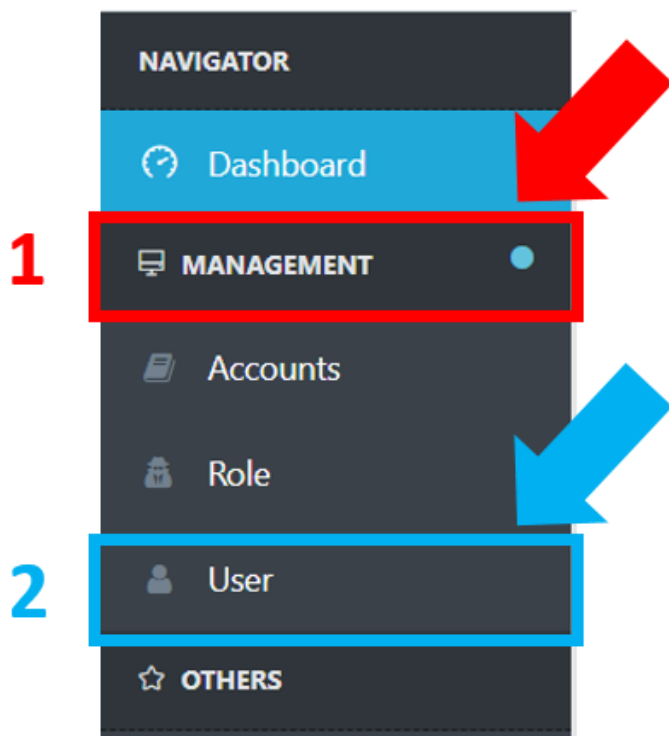 NAVIGATOR
Dashboard
1 MANAGEMENT
Accounts
Role
2 User
OTHERS